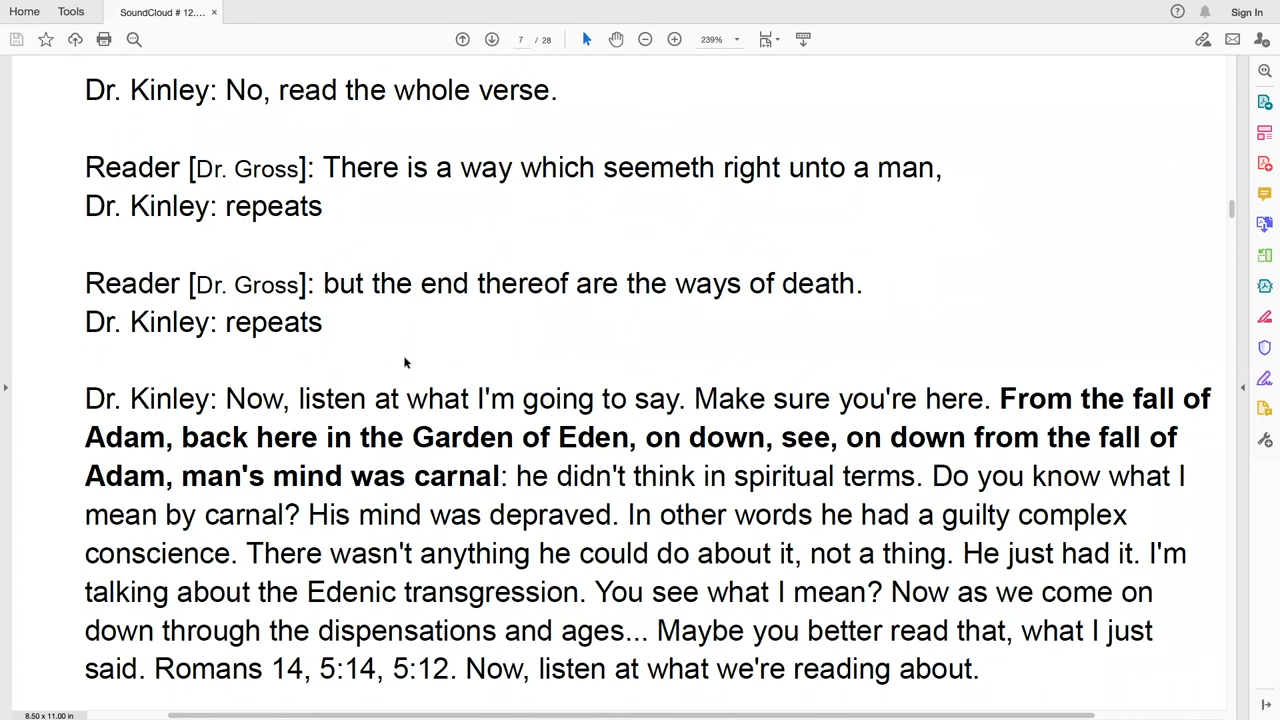 Home Tools SoundCloud # 12.... × Sign In
7 / 28 239%
Dr. Kinley: No, read the whole verse.
Reader [Dr. Gross]: There is a way which seemeth right unto a man,
Dr. Kinley: repeats
Reader [Dr. Gross]: but the end thereof are the ways of death.
Dr. Kinley: repeats
Dr. Kinley: Now, listen at what I'm going to say. Make sure you're here. From the fall of
Adam, back here in the Garden of Eden, on down, see, on down from the fall of
Adam, man's mind was carnal: he didn't think in spiritual terms. Do you know what I
mean by carnal? His mind was depraved. In other words he had a guilty complex
conscience. There wasn't anything he could do about it, not a thing. He just had it. I'm
talking about the Edenic transgression. You see what I mean? Now as we come on
down through the dispensations and ages... Maybe you better read that, what I just
said. Romans 14, 5:14, 5:12. Now, listen at what we're reading about.
8.50 x 11.00 in